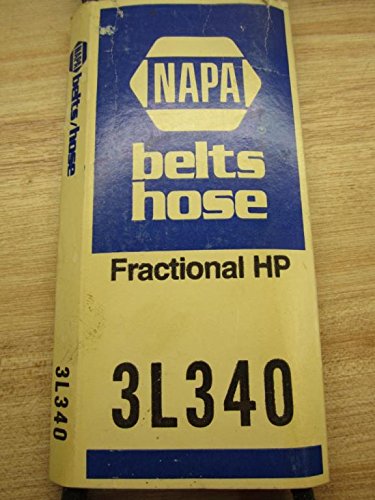 NAPA
belts
hose
Fractional HP
3L340
NAPA
belts/hose
3L340